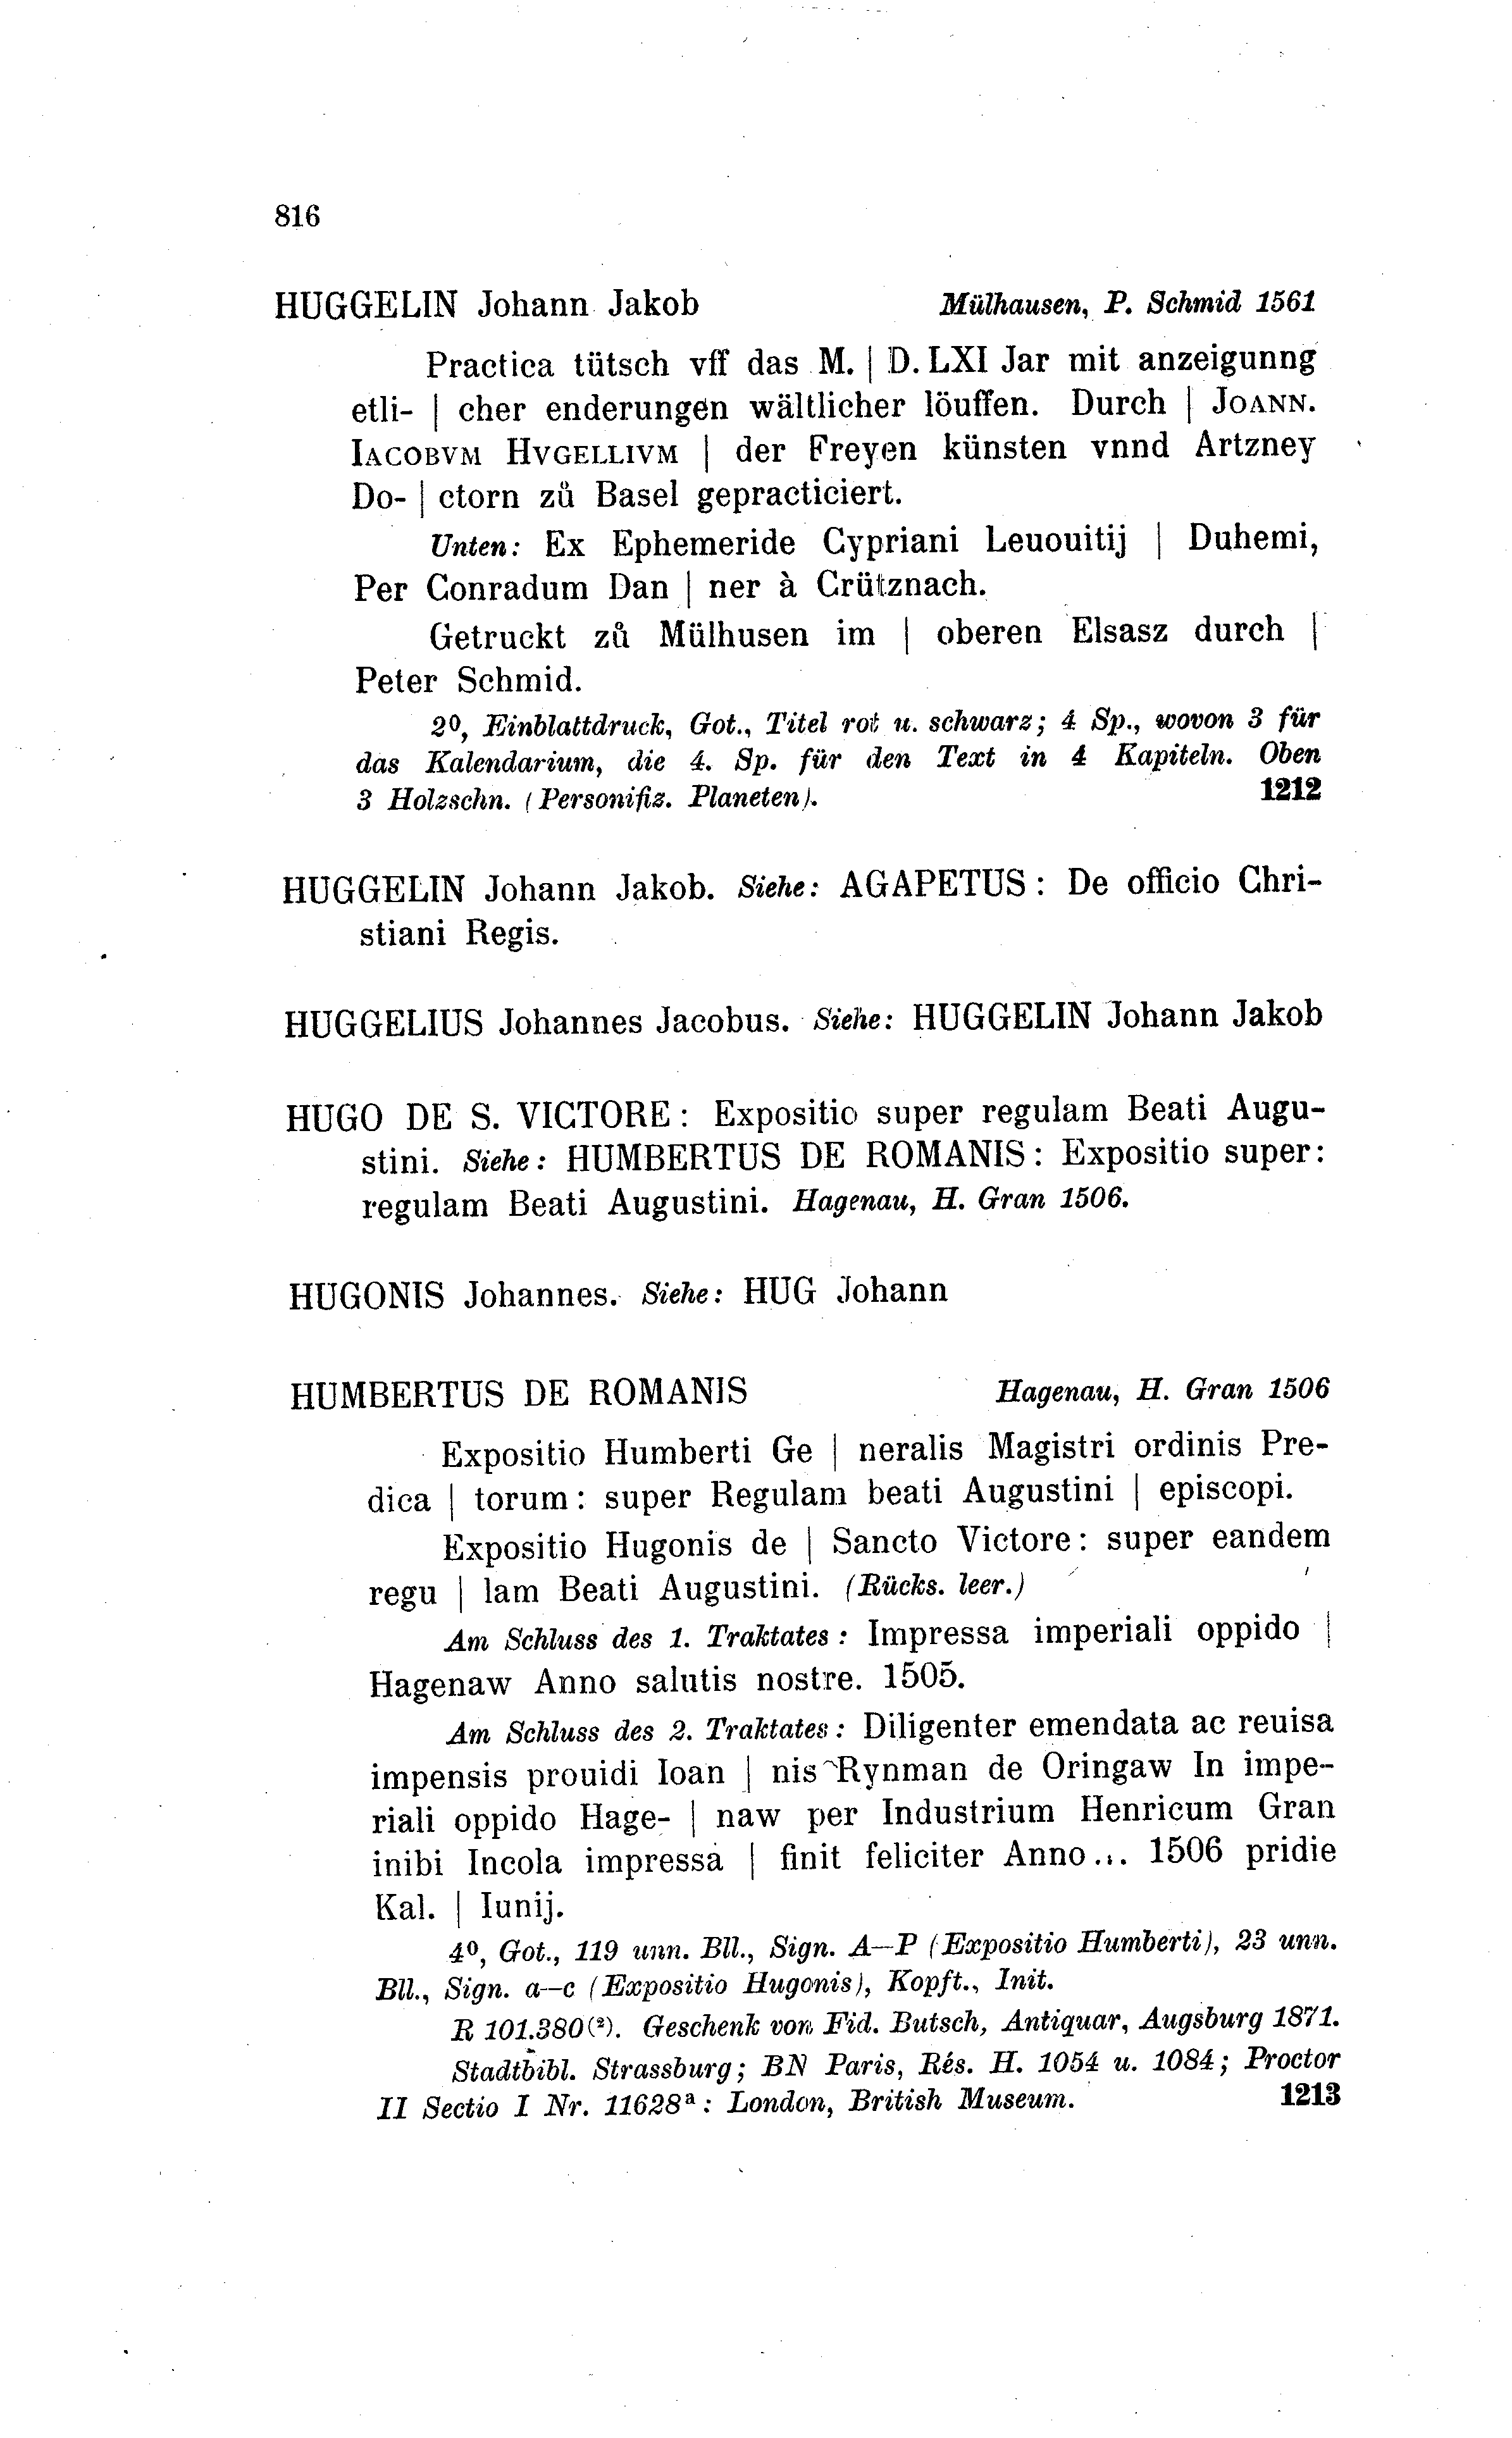 816
HUGGELIN Johann Jakob Mülhausen, P. Schmid 1561
Practica tütsch vff das M. | D. LXI Jar mit anzeigunng
etli- | cher enderungen wältlicher löuffen. Durch | JOANN.
IACOBVM HVGELLIVM | der Freyen künsten vnnd Artzney
Do- | ctorn zů Basel gepracticiert.
Unten: Ex Ephemeride Cypriani Leuouitij | Duhemi,
Per Conradum Dan | ner à Crütznach.
Getruckt zů Mülhusen im | oberen Elsasz durch |
Peter Schmid.
2⁰, Einblattdruck, Got., Titel rot u. schwarz; 4 Sp., wovon 3 für
das Kalendarium, die 4. Sp. für den Text in 4 Kapiteln. Oben
3 Holzschn. (Personifiz. Planeten). 1212
HUGGELIN Johann Jakob. Siehe: AGAPETUS: De officio Chri-
stiani Regis.
HUGGELIUS Johannes Jacobus. Siehe: HUGGELIN Johann Jakob
HUGO DE S. VICTORE: Expositio super regulam Beati Augu-
stini. Siehe: HUMBERTUS DE ROMANIS: Expositio super:
regulam Beati Augustini. Hagenau, H. Gran 1506.
HUGONIS Johannes. Siehe: HUG Johann
HUMBERTUS DE ROMANIS Hagenau, H. Gran 1506
Expositio Humberti Ge | neralis Magistri ordinis Pre-
dica | torum: super Regulam beati Augustini | episcopi.
Expositio Hugonis de | Sancto Victore: super eandem
regu | lam Beati Augustini. (Rücks. leer.)
Am Schluss des 1. Traktates: Impressa imperiali oppido |
Hagenaw Anno salutis nostre. 1505.
Am Schluss des 2. Traktates: Diligenter emendata ac reuisa
impensis prouidi Ioan | nis Rynman de Oringaw In impe-
riali oppido Hage- | naw per Industrium Henricum Gran
inibi Incola impressa | finit feliciter Anno... 1506 pridie
Kal. | Iunij.
4⁰, Got., 119 unn. Bll., Sign. A—P (Expositio Humberti), 23 unn.
Bll., Sign. a—c (Expositio Hugonis), Kopft., Init.
R 101.380(²). Geschenk von Fid. Butsch, Antiquar, Augsburg 1871.
Stadtbibl. Strassburg; BN Paris, Rés. H. 1054 u. 1084; Proctor
II Sectio I Nr. 11628ᵃ: London, British Museum. 1213